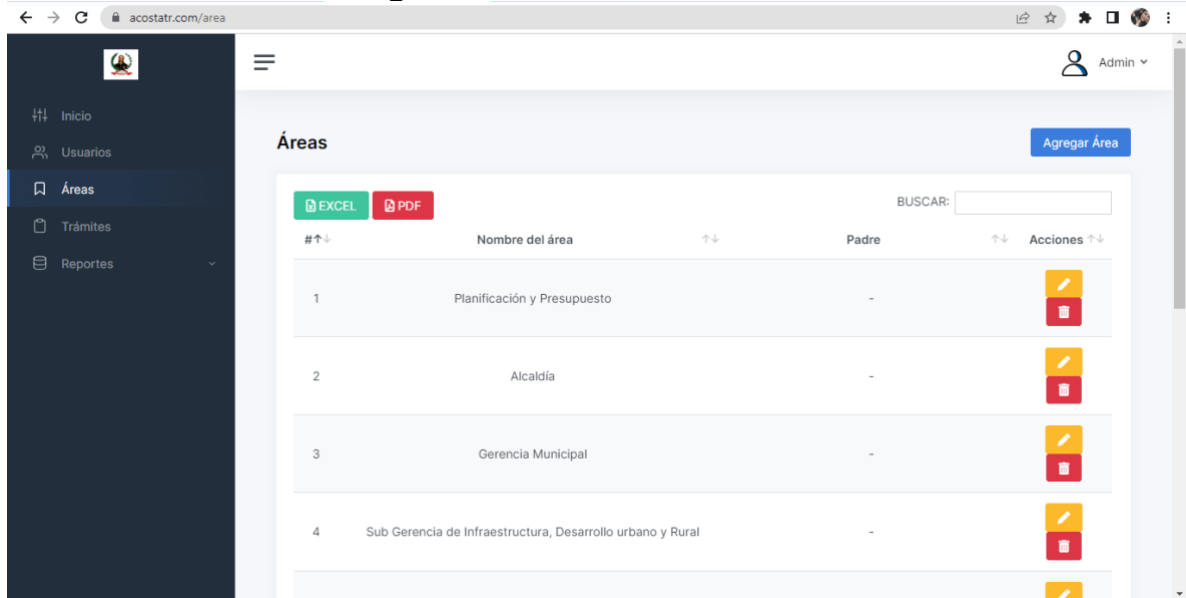 acostatr.com/area
Admin
Inicio
Usuarios
Áreas
Trámites
Reportes
Áreas
Agregar Área
EXCEL PDF BUSCAR:
# Nombre del área Padre Acciones
1 Planificación y Presupuesto -
2 Alcaldía -
3 Gerencia Municipal -
4 Sub Gerencia de Infraestructura, Desarrollo urbano y Rural -